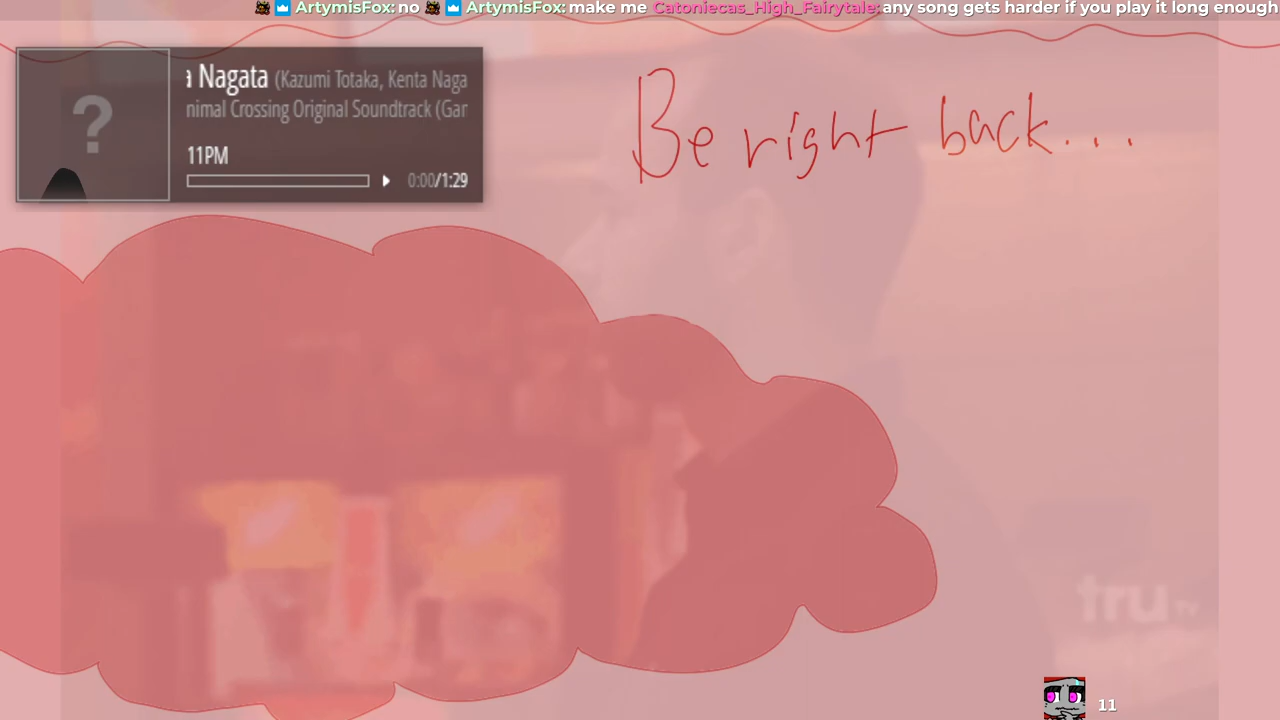 ArtymisFox: no ArtymisFox: make me Catoniecas_High_Fairytale: any song gets harder if you play it long enough
Nagata (Kazumi Totaka, Kenta Naga
nimal Crossing Original Soundtrack (Gar
11PM
0:00/1:29
?
Be right back...
tru TV
11